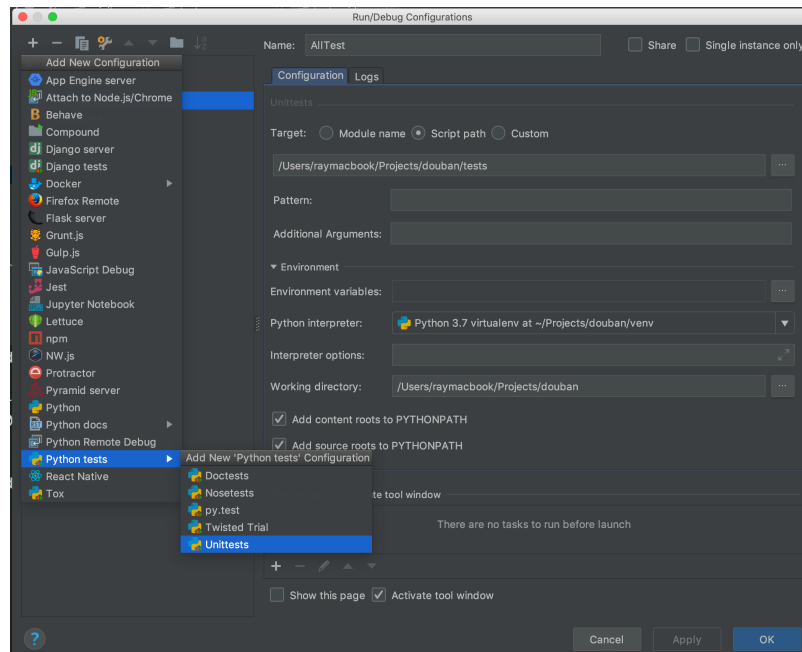 Run/Debug Configurations
Name: AllTest
Share
Single instance only
Add New Configuration
App Engine server
Attach to Node.js/Chrome
Behave
Compound
Django server
Django tests
Docker
Firefox Remote
Flask server
Grunt.js
Gulp.js
JavaScript Debug
Jest
Jupyter Notebook
Lettuce
npm
NW.js
Protractor
Pyramid server
Python
Python docs
Python Remote Debug
Python tests
React Native
Tox
Add New 'Python tests' Configuration
Doctests
Nosetests
py.test
Twisted Trial
Unittests
Configuration Logs
Unittests
Target: Module name Script path Custom
/Users/raymacbook/Projects/douban/tests
Pattern:
Additional Arguments:
Environment
Environment variables:
Python interpreter: Python 3.7 virtualenv at ~/Projects/douban/venv
Interpreter options:
Working directory: /Users/raymacbook/Projects/douban
Add content roots to PYTHONPATH
Add source roots to PYTHONPATH
tool window
There are no tasks to run before launch
Show this page Activate tool window
? Cancel Apply OK